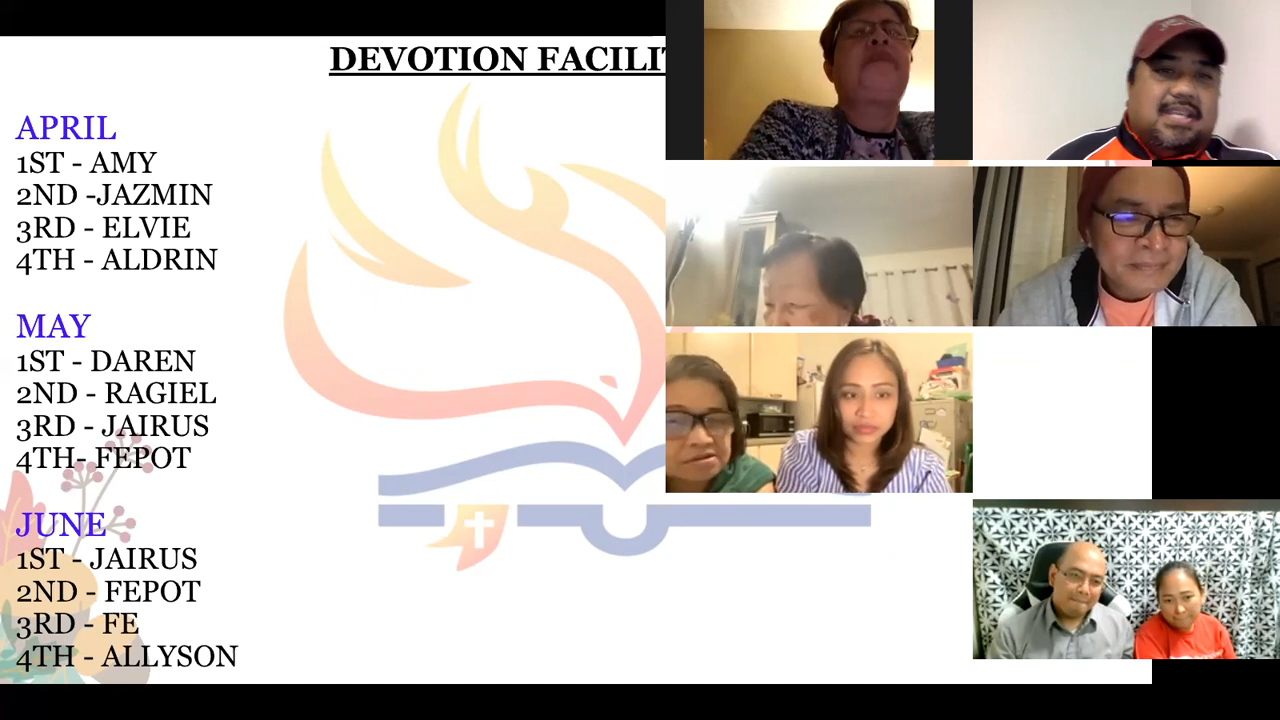 DEVOTION FACILI
APRIL
1ST - AMY
2ND -JAZMIN
3RD - ELVIE
4TH - ALDRIN
MAY
1ST - DAREN
2ND - RAGIEL
3RD - JAIRUS
4TH- FEPOT
JUNE
1ST - JAIRUS
2ND - FEPOT
3RD - FE
4TH - ALLYSON